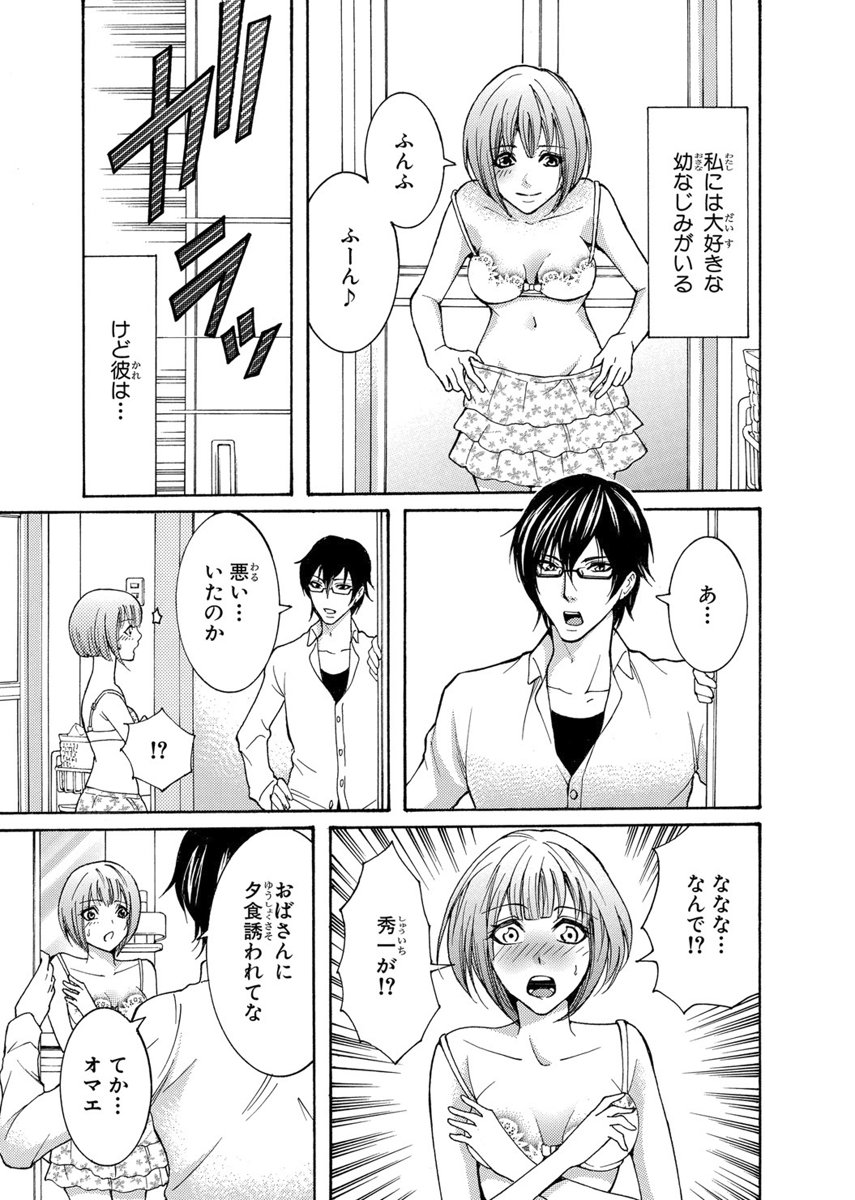 私には大好きな
幼なじみがいる
ふんふ
ふーん♪
ガラッ
けど彼は…
あ…
悪い…
いたのか
!?
ななな…
なんで!?
秀一が!?
おばさんに
夕食誘われてな
てか…
オマエ